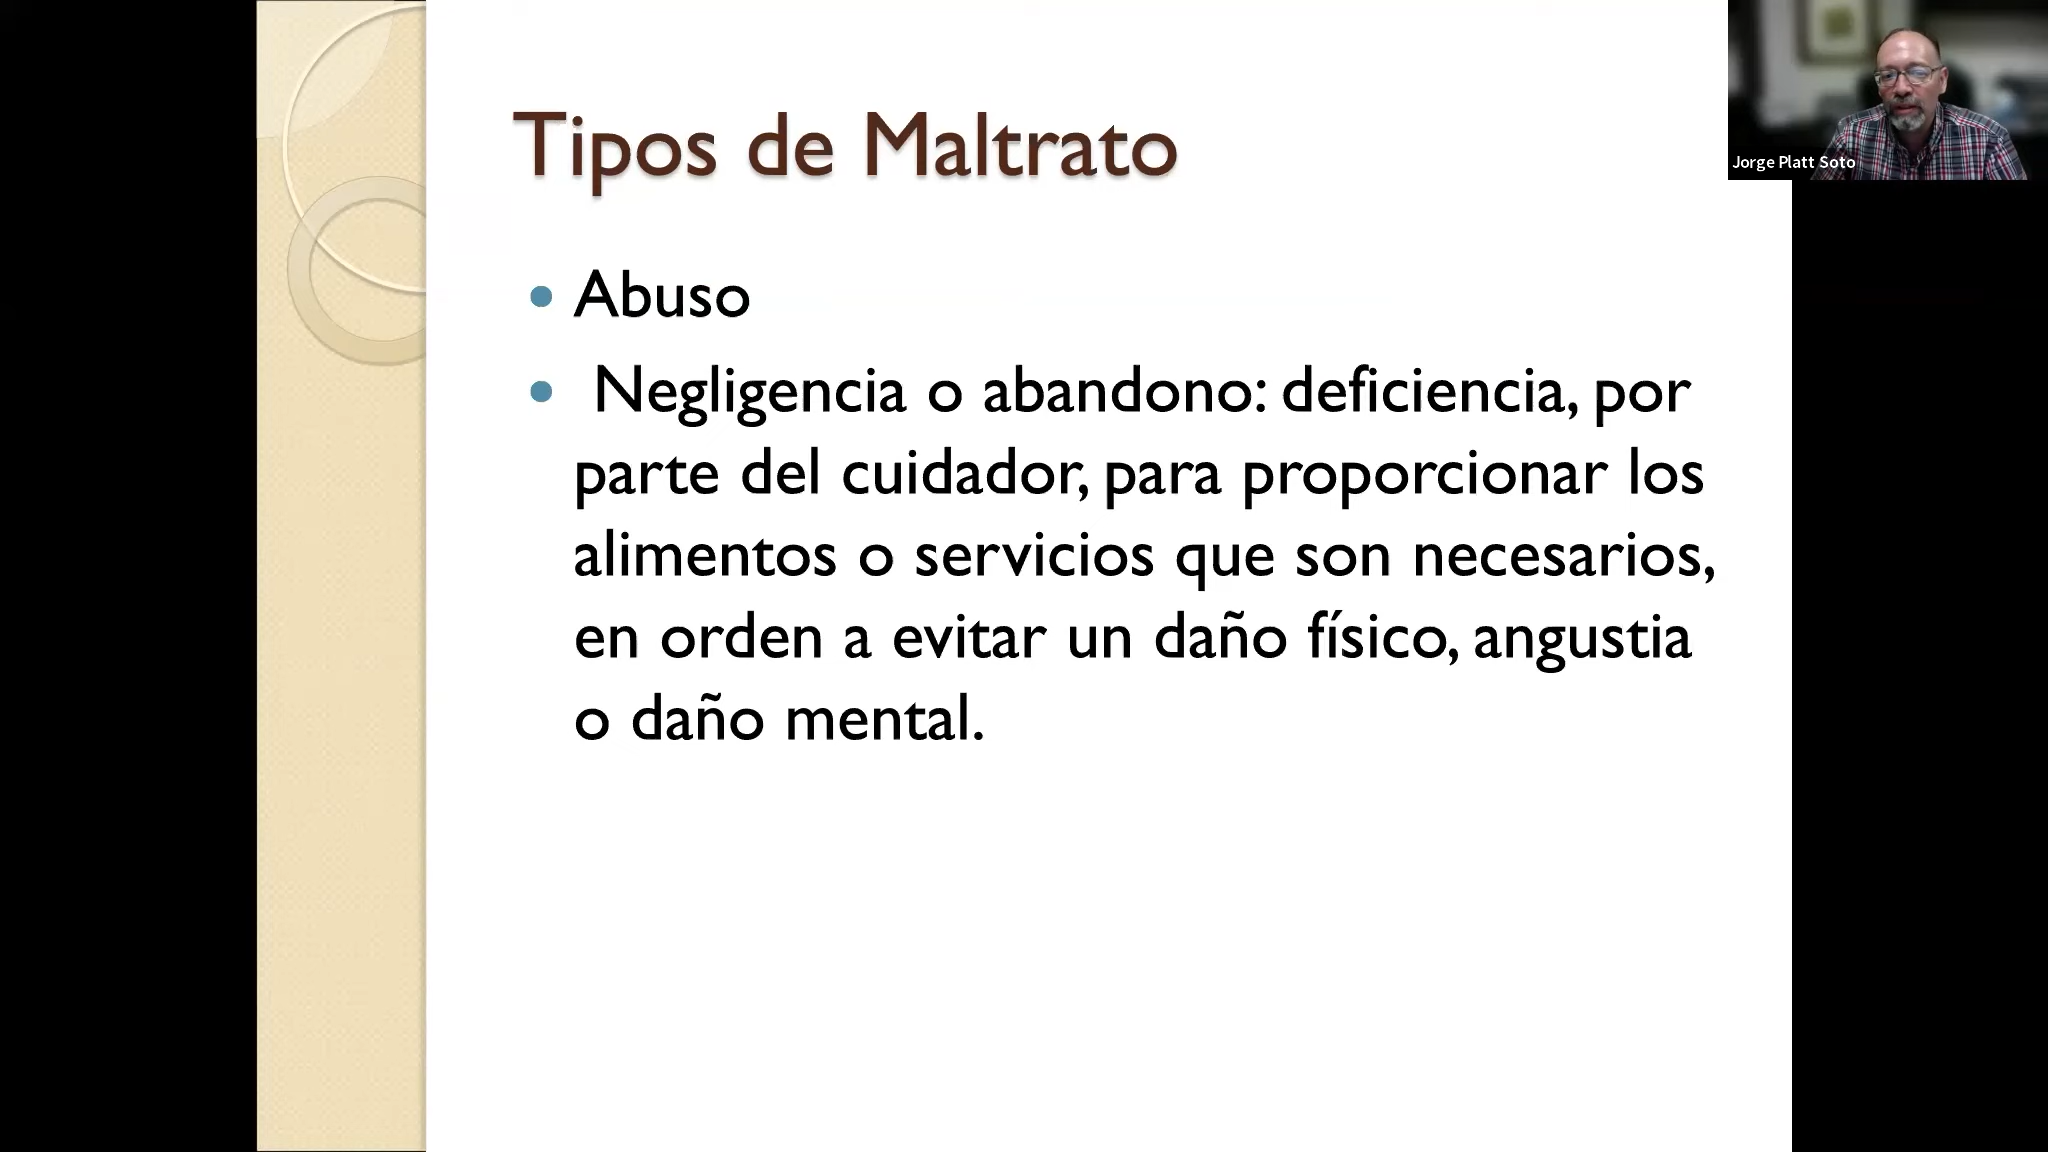 Tipos de Maltrato
Jorge Platt Soto
• Abuso
• Negligencia o abandono: deficiencia, por
parte del cuidador, para proporcionar los
alimentos o servicios que son necesarios,
en orden a evitar un daño físico, angustia
o daño mental.